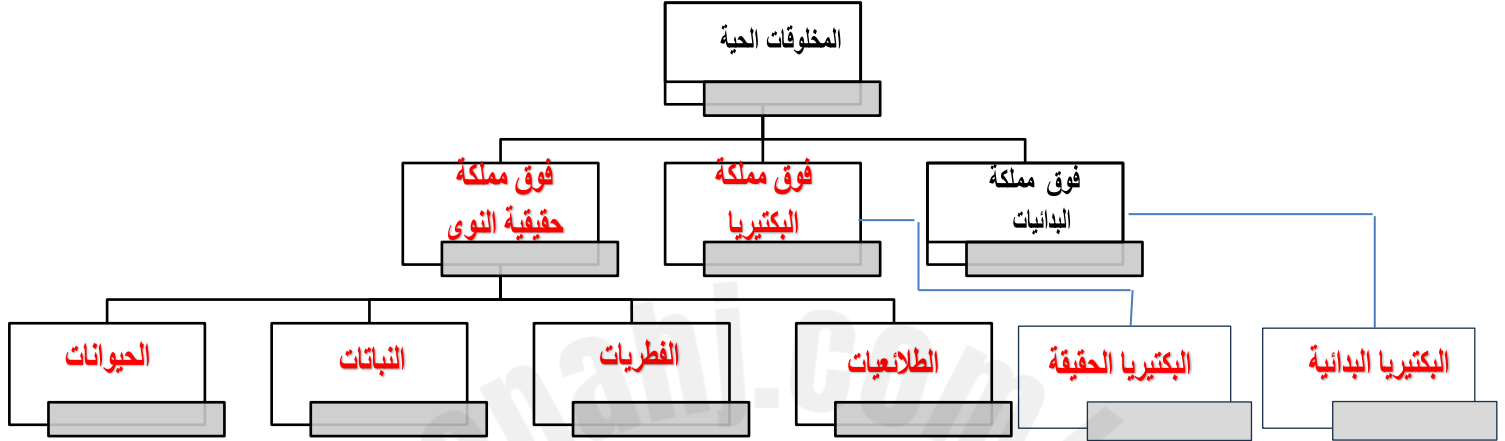 المخلوقات الحية
فوق مملكة
البدائيات
فوق مملكة
البكتيريا
فوق مملكة
حقيقية النوى
البكتيريا البدائية
البكتيريا الحقيقة
الطلائعيات
الفطريات
النباتات
الحيوانات